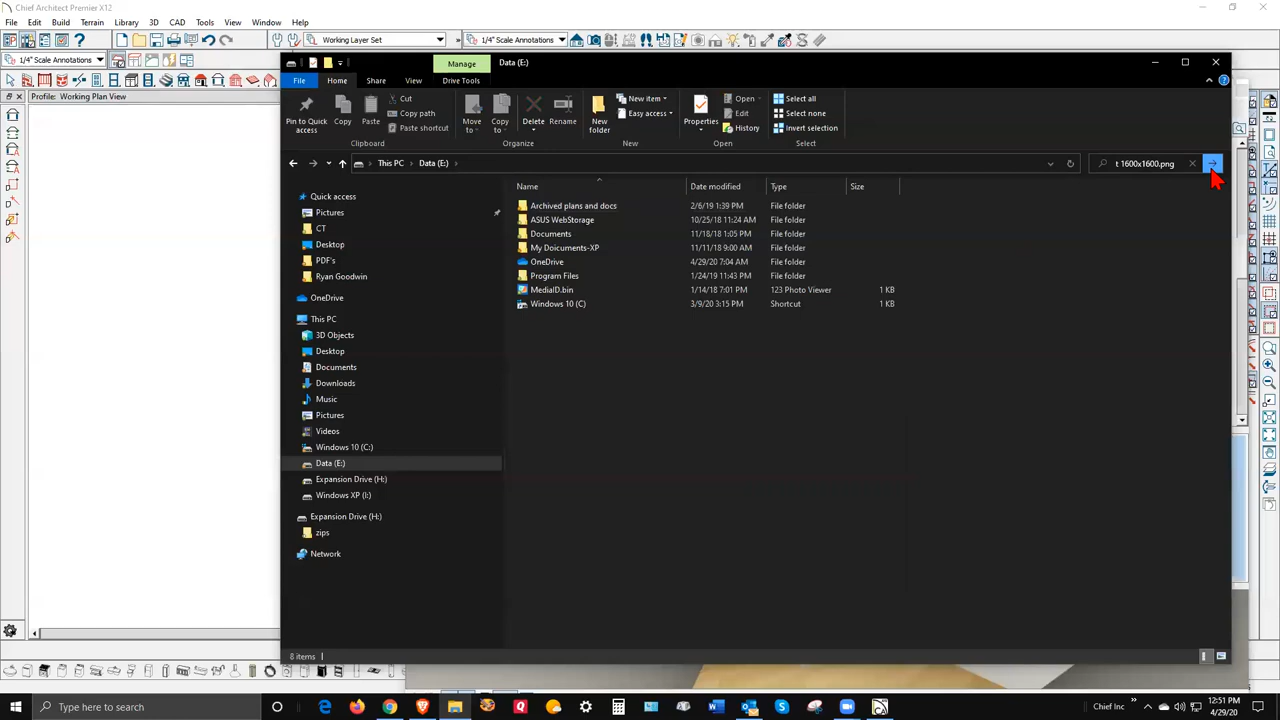 Chief Architect Premier X12
File Edit Build Terrain Library 3D CAD Tools View Window Help
Working Layer Set
1/4" Scale Annotations
1/4" Scale Annotations
Profile: Working Plan View
Manage
Data (E:)
File Home Share View Drive Tools
Pin to Quick access
Copy
Paste
Cut
Copy path
Paste shortcut
Clipboard
Move to
Copy to
Delete
Rename
Organize
New folder
New item
Easy access
New
Properties
Open
Edit
History
Open
Select all
Select none
Invert selection
Select
This PC > Data (E:) >
t 1600x1600.png
Name Date modified Type Size
Archived plans and docs 2/6/19 1:39 PM File folder
ASUS WebStorage 10/25/18 11:24 AM File folder
Documents 11/18/18 1:05 PM File folder
My Doicuments-XP 11/11/18 9:00 AM File folder
OneDrive 4/29/20 7:04 AM File folder
Program Files 1/24/19 11:43 PM File folder
MediaID.bin 1/14/18 7:01 PM 123 Photo Viewer 1 KB
Windows 10 (C) 3/9/20 3:15 PM Shortcut 1 KB
Quick access
Pictures
CT
Desktop
PDF's
Ryan Goodwin
OneDrive
This PC
3D Objects
Desktop
Documents
Downloads
Music
Pictures
Videos
Windows 10 (C:)
Data (E:)
Expansion Drive (H:)
Windows XP (I:)
Expansion Drive (H:)
zips
Network
8 items
Type here to search
Chief Inc
12:51 PM
4/29/20